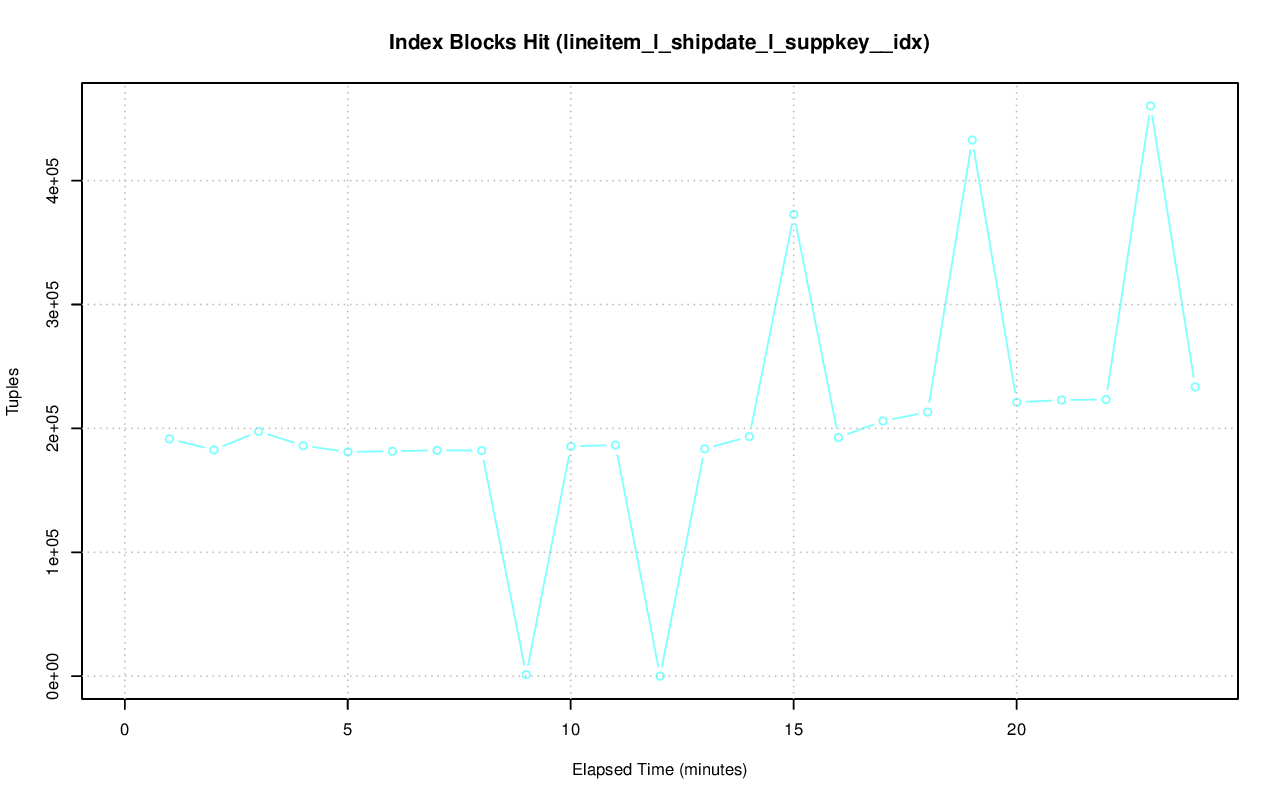 Index Blocks Hit (lineitem_l_shipdate_l_suppkey__idx)
Tuples
4e+05
3e+05
2e+05
1e+05
0e+00
0 5 10 15 20
Elapsed Time (minutes)